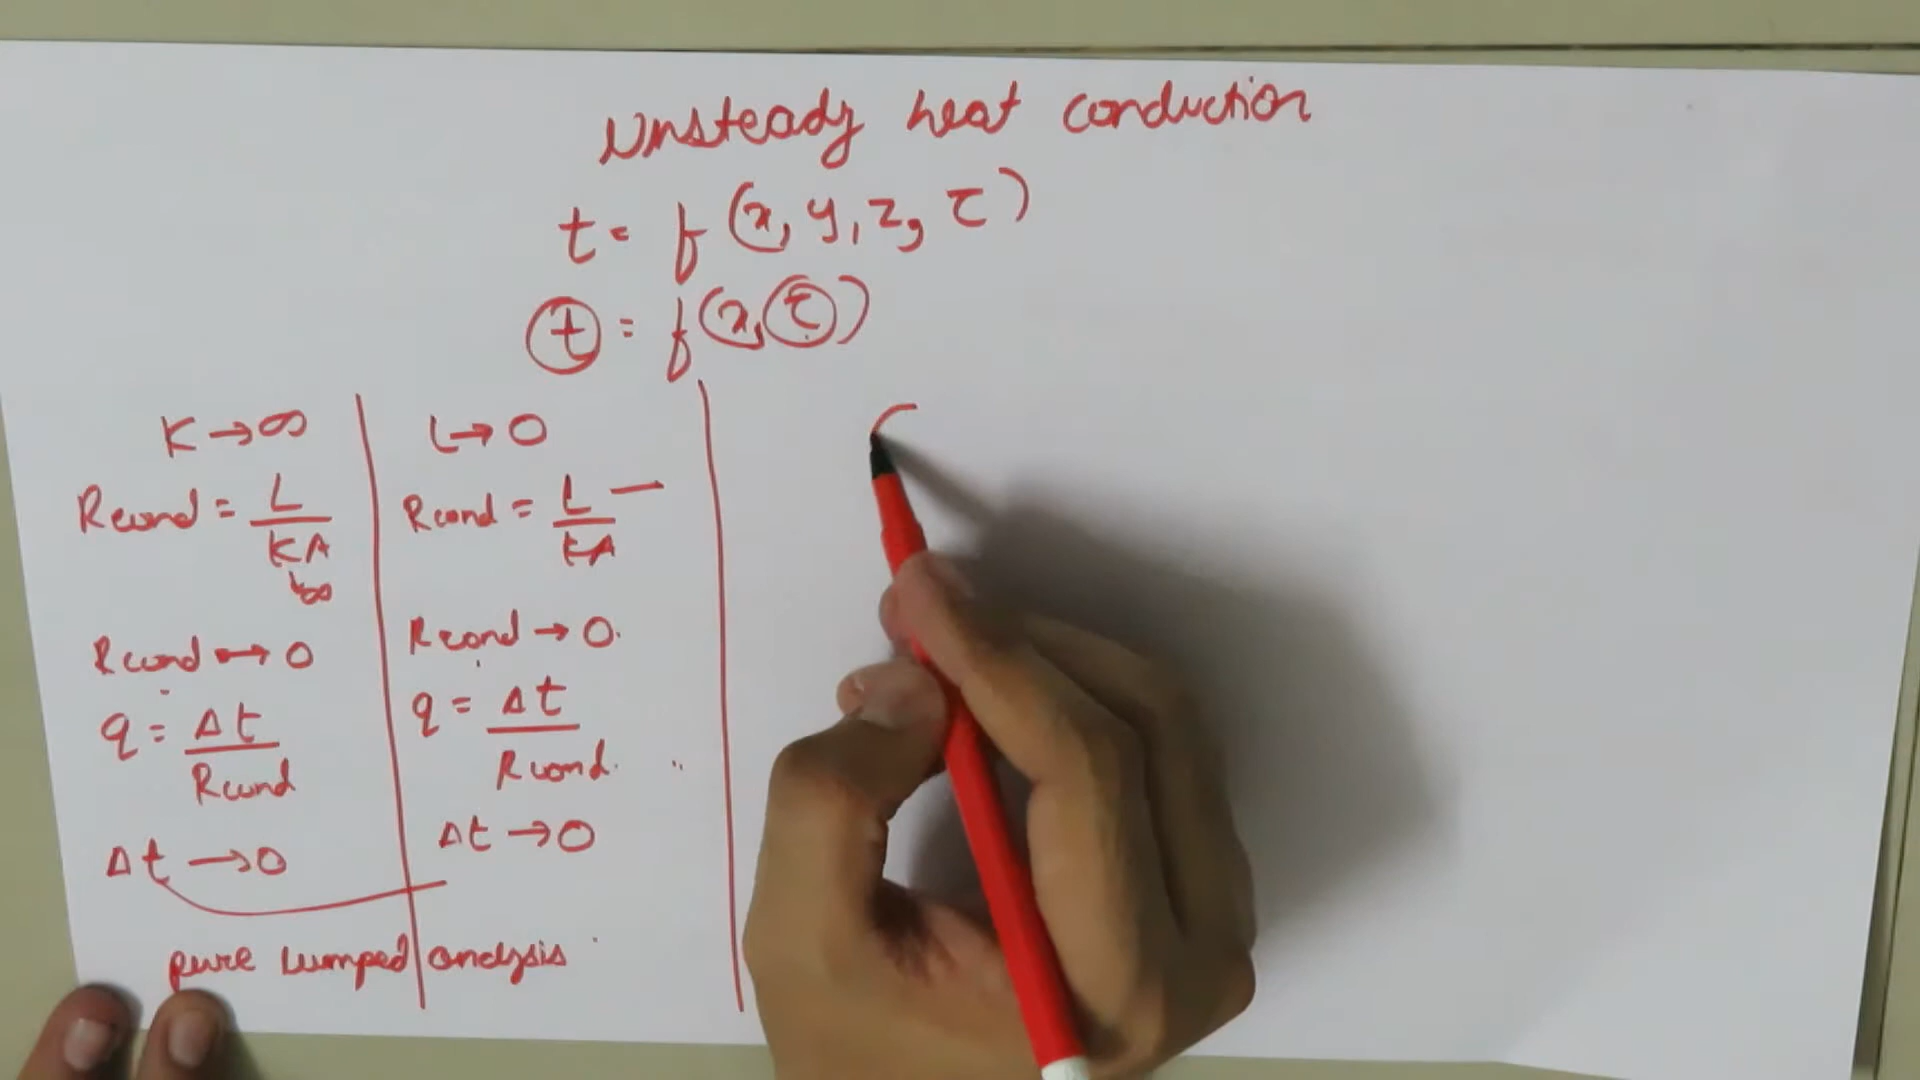 Unsteady heat conduction
t = f(x, y, z, τ)
t = f(x, τ)
K → ∞
Rcond = L / KA
↳ ∞
Rcond → 0
q = Δt / Rcond
Δt → 0
L → 0
Rcond = L / KA
Rcond → 0.
q = Δt / Rcond.
Δt → 0
pure Lumped analysis